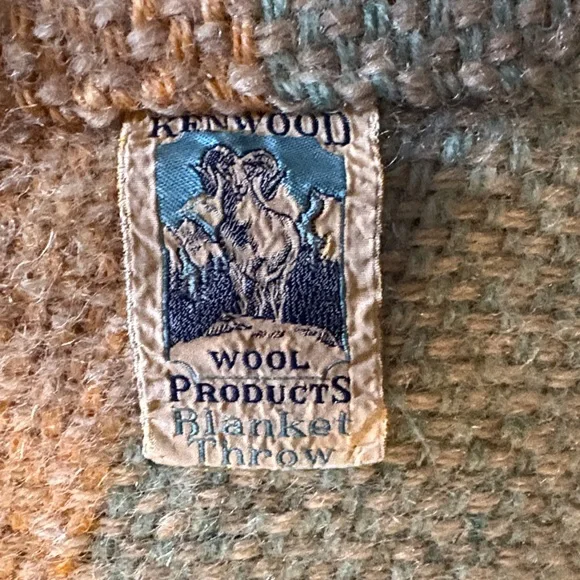 KENWOOD
WOOL
PRODUCTS
Blanket
Throw